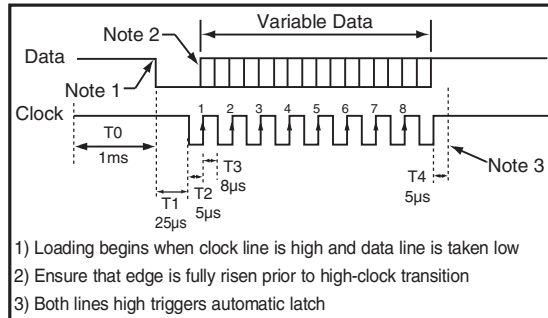 Variable Data
Note 2
Data
Note 1
Clock
1 2 3 4 5 6 7 8
T0
1ms
T3
8µs
T2
5µs
T1
25µs
T4
5µs
Note 3
1) Loading begins when clock line is high and data line is taken low
2) Ensure that edge is fully risen prior to high-clock transition
3) Both lines high triggers automatic latch